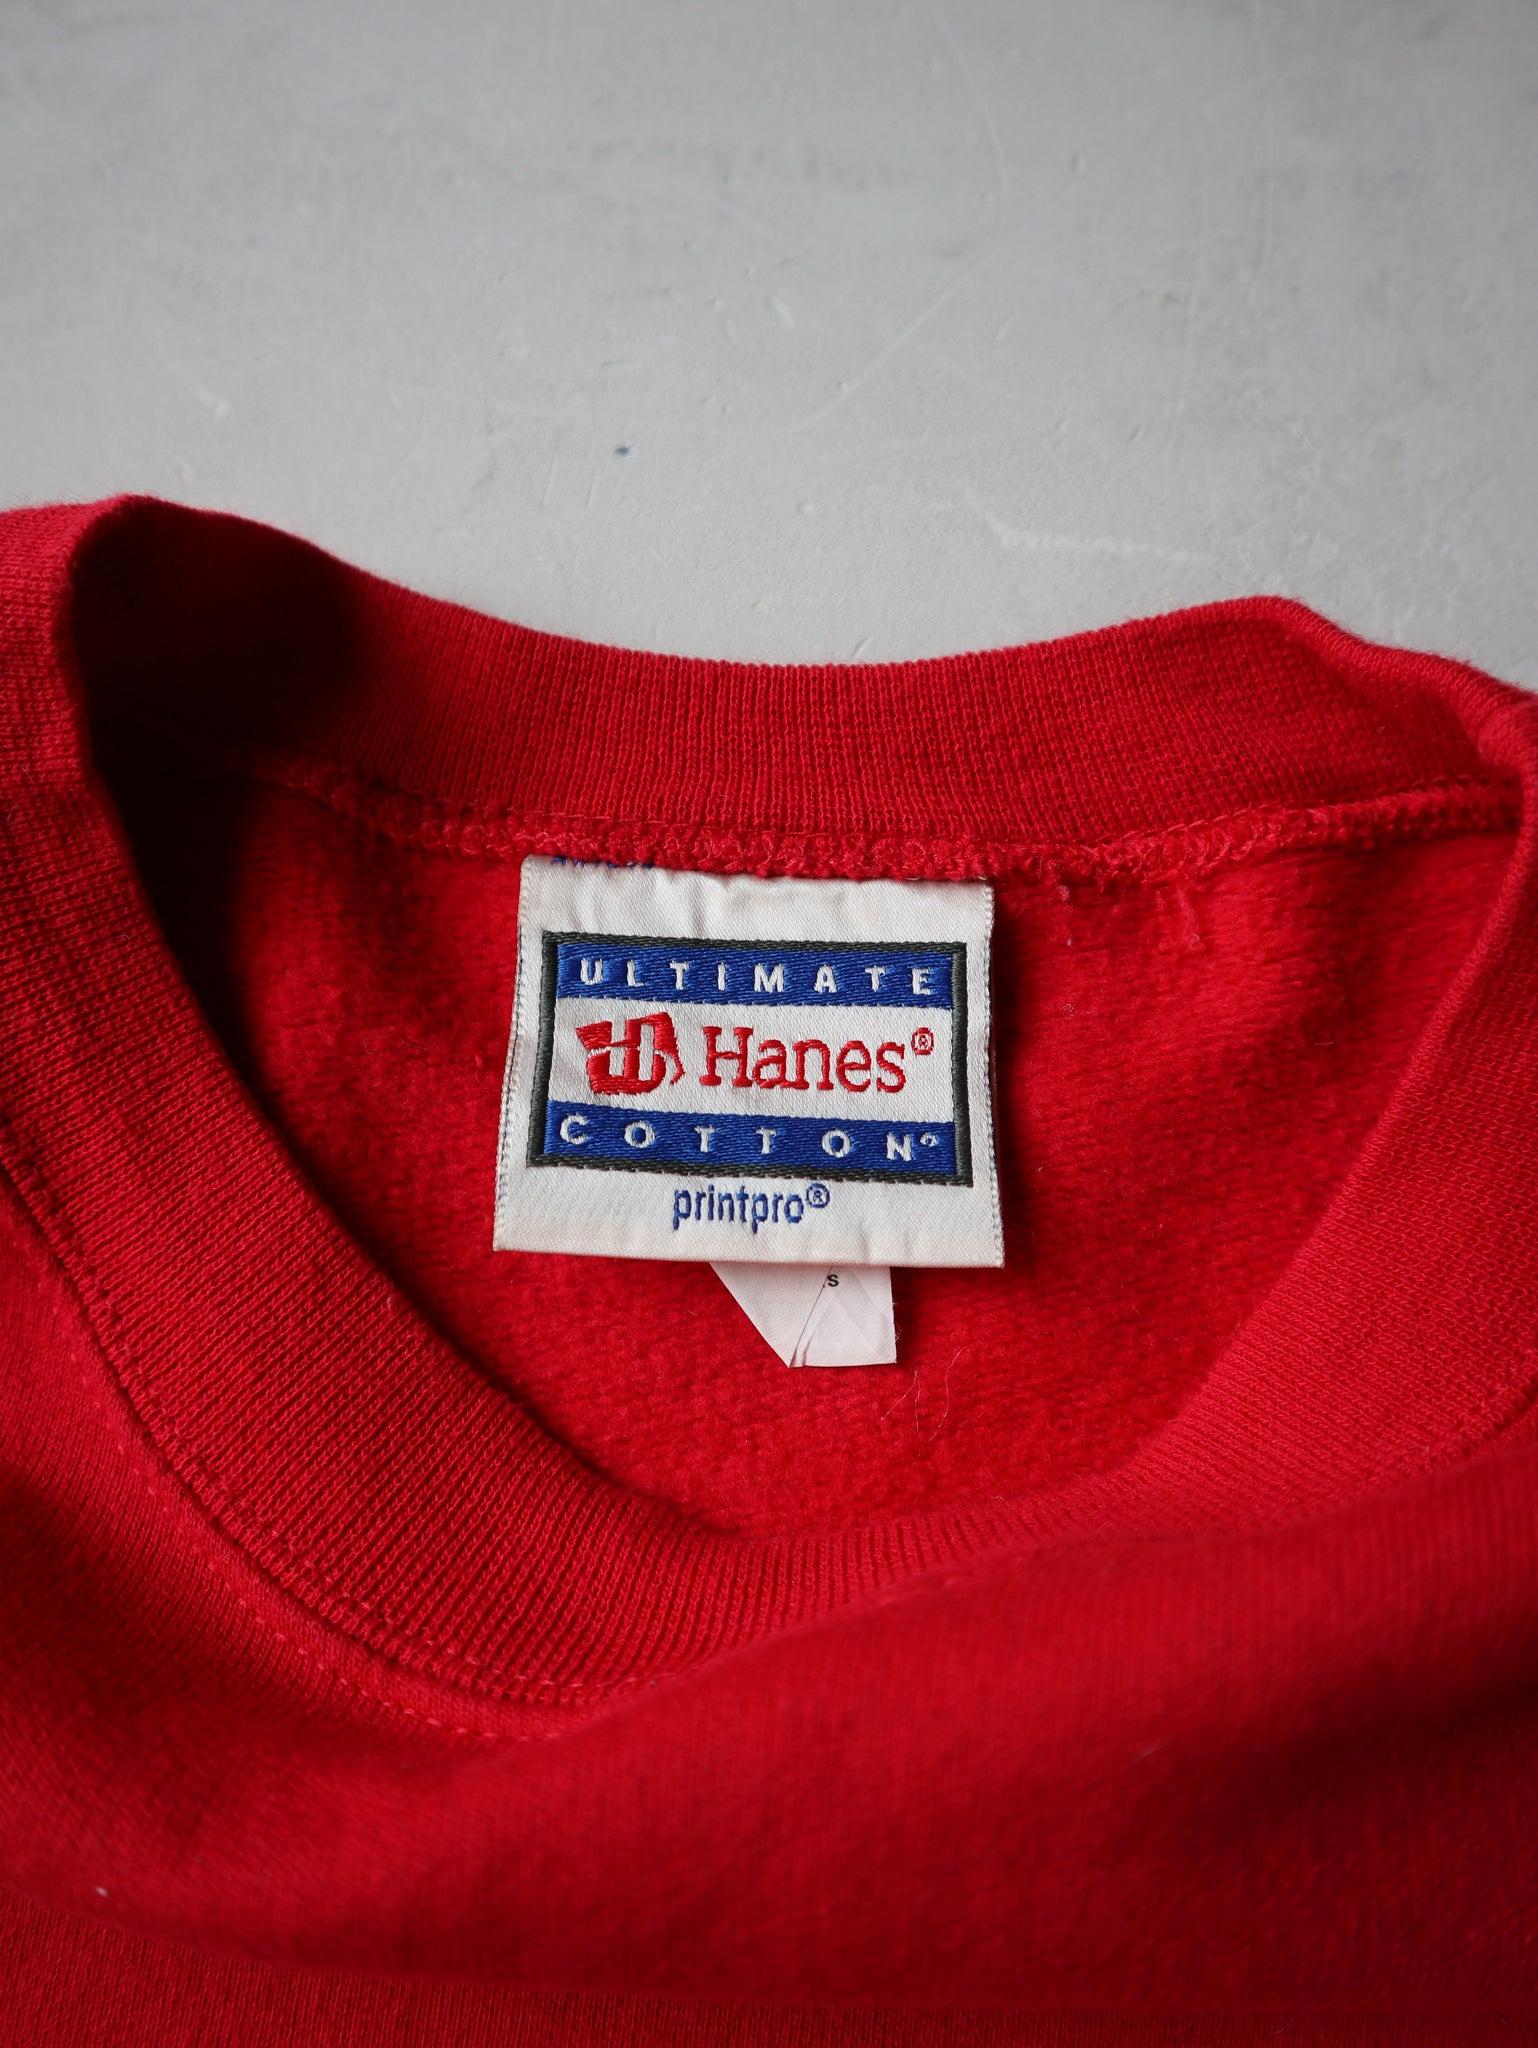 ULTIMATE
Hanes®
COTTON®
printpro®
s